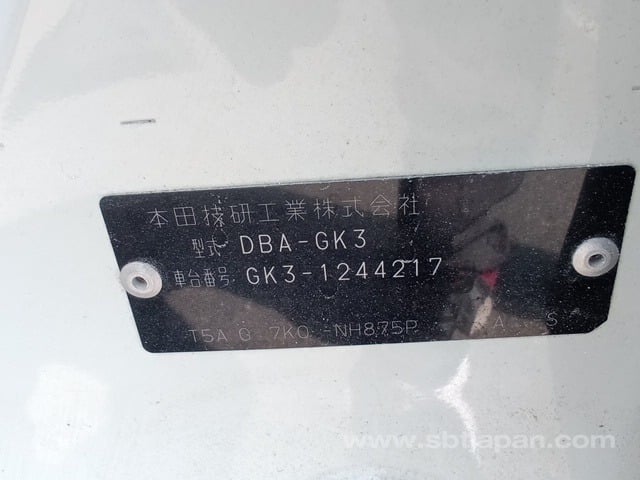 本田技研工業株式会社
型式 DBA-GK3
車台番号 GK3-1244217
T5A G 7K0 -NH875P A S
www.sbtjapan.com